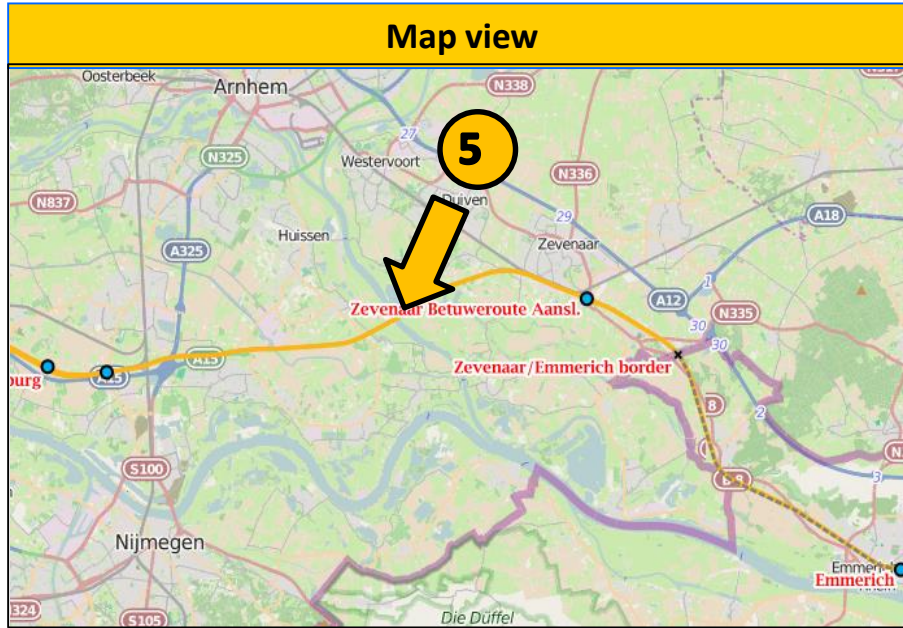 Map view
Oosterbeek
Arnhem
N338
27
N325
Westervoort
5
N336
N837
Duiven
29
A18
Huissen
Zevenaar
A325
1
Zevenaar Betuweroute Aansl.
A12
N335
30
30
A15
Zevenaar/Emmerich border
burg
A15
8
2
S100
3
Nijmegen
Emmerich
S105
Die Düffel